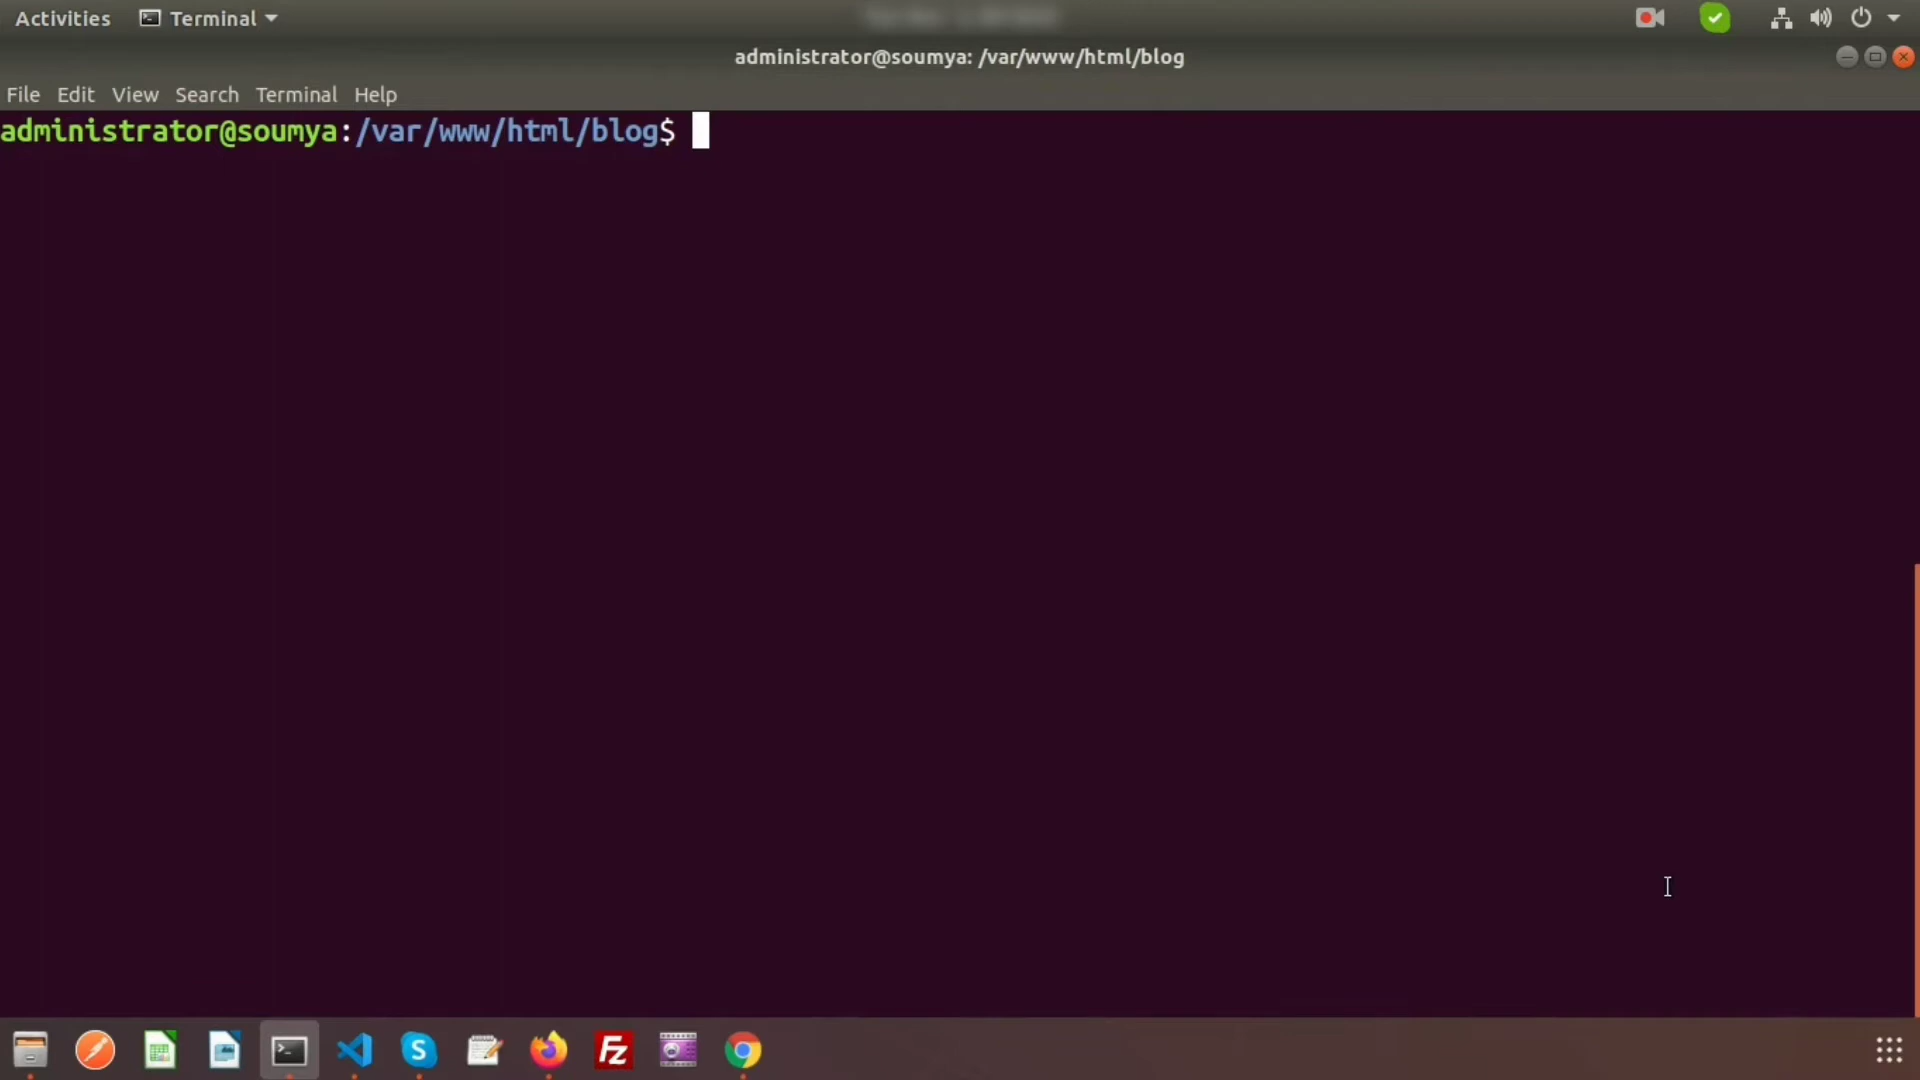 Activities Terminal
administrator@soumya: /var/www/html/blog
File Edit View Search Terminal Help
administrator@soumya:/var/www/html/blog$